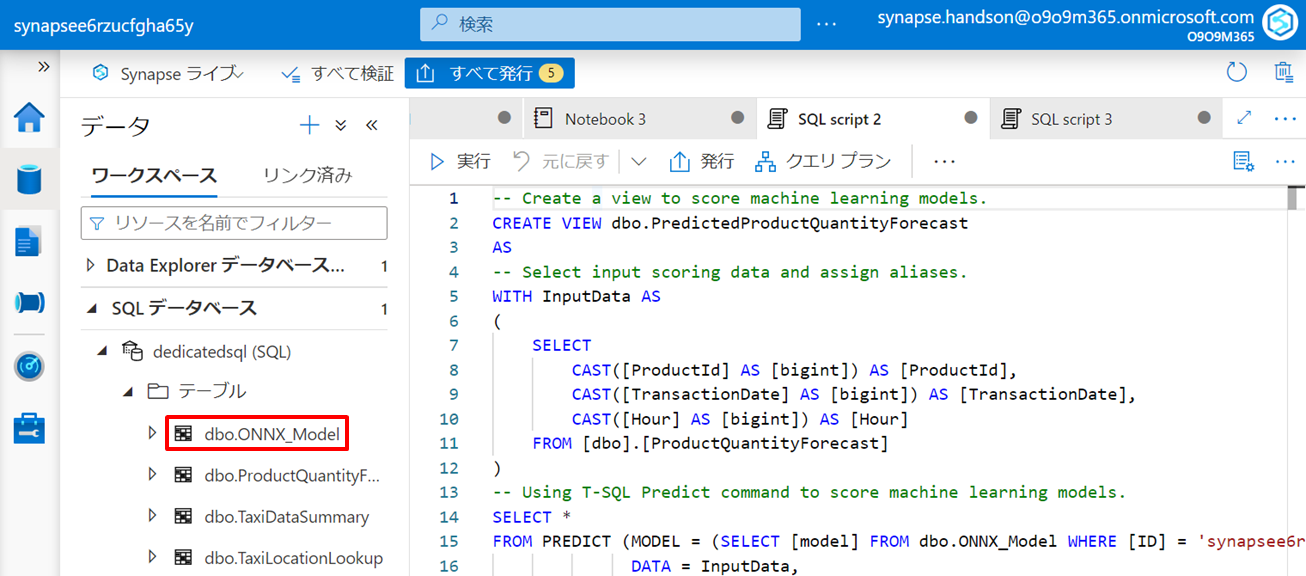 synapsee6rzucfgha65y
検索
synapse.handson@o9o9m365.onmicrosoft.com
O9O9M365
Synapse ライブ
すべて検証
すべて発行 5
データ
ワークスペース
リンク済み
リソースを名前でフィルター
Data Explorer データベース... 1
SQL データベース 1
dedicatedsql (SQL)
テーブル
dbo.ONNX_Model
dbo.ProductQuantityF...
dbo.TaxiDataSummary
dbo.TaxiLocationLookup
Notebook 3
SQL script 2
SQL script 3
実行
元に戻す
発行
クエリ プラン
1 -- Create a view to score machine learning models.
2 CREATE VIEW dbo.PredictedProductQuantityForecast
3 AS
4 -- Select input scoring data and assign aliases.
5 WITH InputData AS
6 (
7 SELECT
8 CAST([ProductId] AS [bigint]) AS [ProductId],
9 CAST([TransactionDate] AS [bigint]) AS [TransactionDate],
10 CAST([Hour] AS [bigint]) AS [Hour]
11 FROM [dbo].[ProductQuantityForecast]
12 )
13 -- Using T-SQL Predict command to score machine learning models.
14 SELECT *
15 FROM PREDICT (MODEL = (SELECT [model] FROM dbo.ONNX_Model WHERE [ID] = 'synapsee6r
16 DATA = InputData,